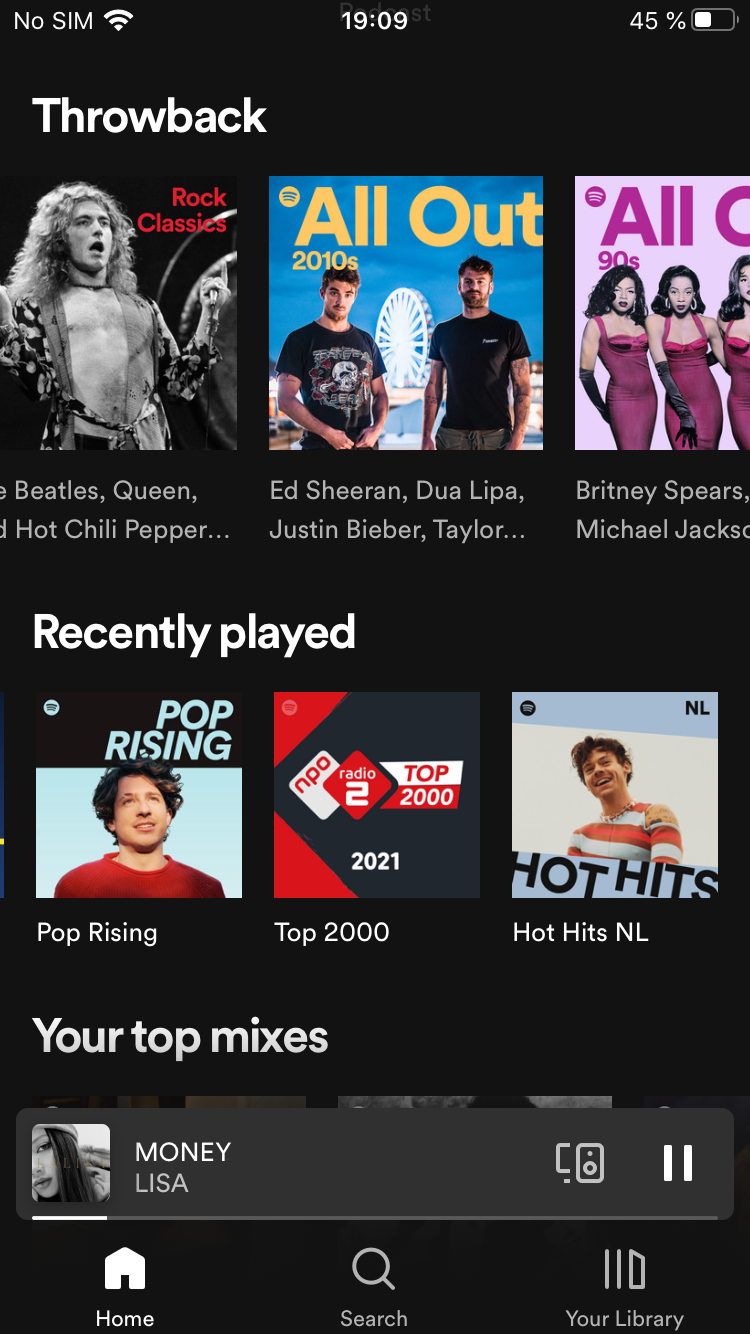 No SIM
19:09
45 %
Podcast
Throwback
Rock
Classics
All Out
2010s
All O
90s
e Beatles, Queen,
d Hot Chili Pepper...
Ed Sheeran, Dua Lipa,
Justin Bieber, Taylor...
Britney Spears,
Michael Jackso
Recently played
POP
RISING
npo
radio
2
TOP
2000
2021
NL
HOT HITS
Pop Rising
Top 2000
Hot Hits NL
Your top mixes
LALISA
MONEY
LISA
Home
Search
Your Library